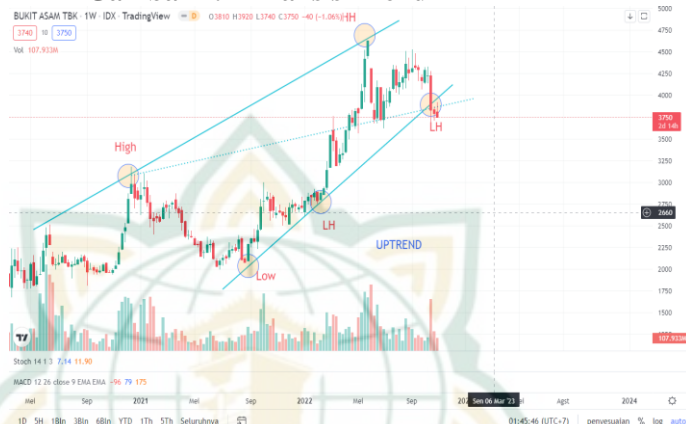 BUKIT ASAM TBK · 1W · IDX · TradingView D O3810 H3920 L3740 C3750 −40 (−1.06%) HH
3740 10 3750
Vol 107.933M
5000
4500
4250
4000
3750
2d 14h
3500
High
LH
3250
3000
2750
2660
LH
2500
UPTREND
2250
Low
2000
1750
1500
107.933M
Stoch 14 1 3 7.14 11.90
MACD 12 26 close 9 EMA EMA −96 79 175
Mei Sep 2021 Mei Sep 2022 Mei Sep Sen 06 Mar '23 Agst 2024
1D 5H 1Bln 3Bln 6Bln YTD 1Th 5Th Seluruhnya 01:45:46 (UTC+7) penyesualan % log auto